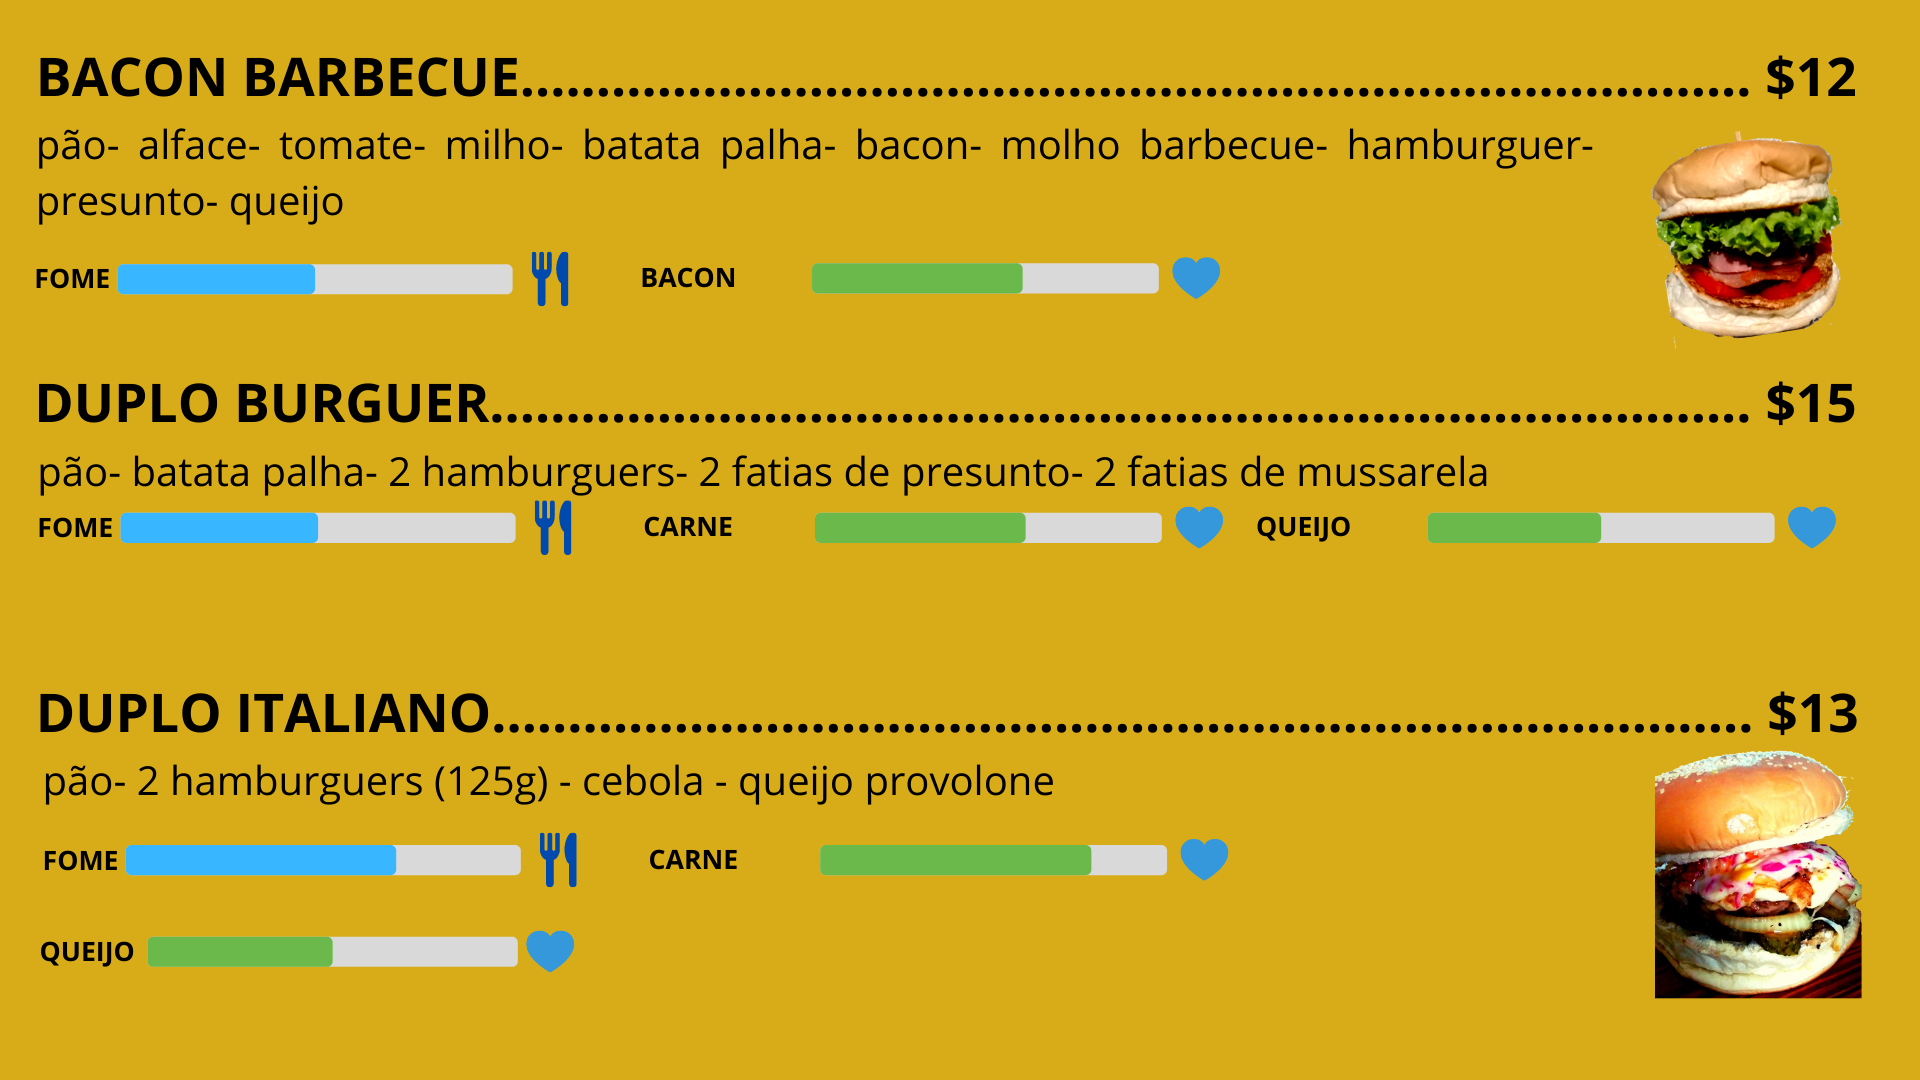 BACON BARBECUE................................................................................ $12
pão- alface- tomate- milho- batata palha- bacon- molho barbecue- hamburguer-
presunto- queijo
FOME BACON
DUPLO BURGUER.................................................................................. $15
pão- batata palha- 2 hamburguers- 2 fatias de presunto- 2 fatias de mussarela
FOME CARNE QUEIJO
DUPLO ITALIANO.................................................................................. $13
pão- 2 hamburguers (125g) - cebola - queijo provolone
FOME CARNE
QUEIJO